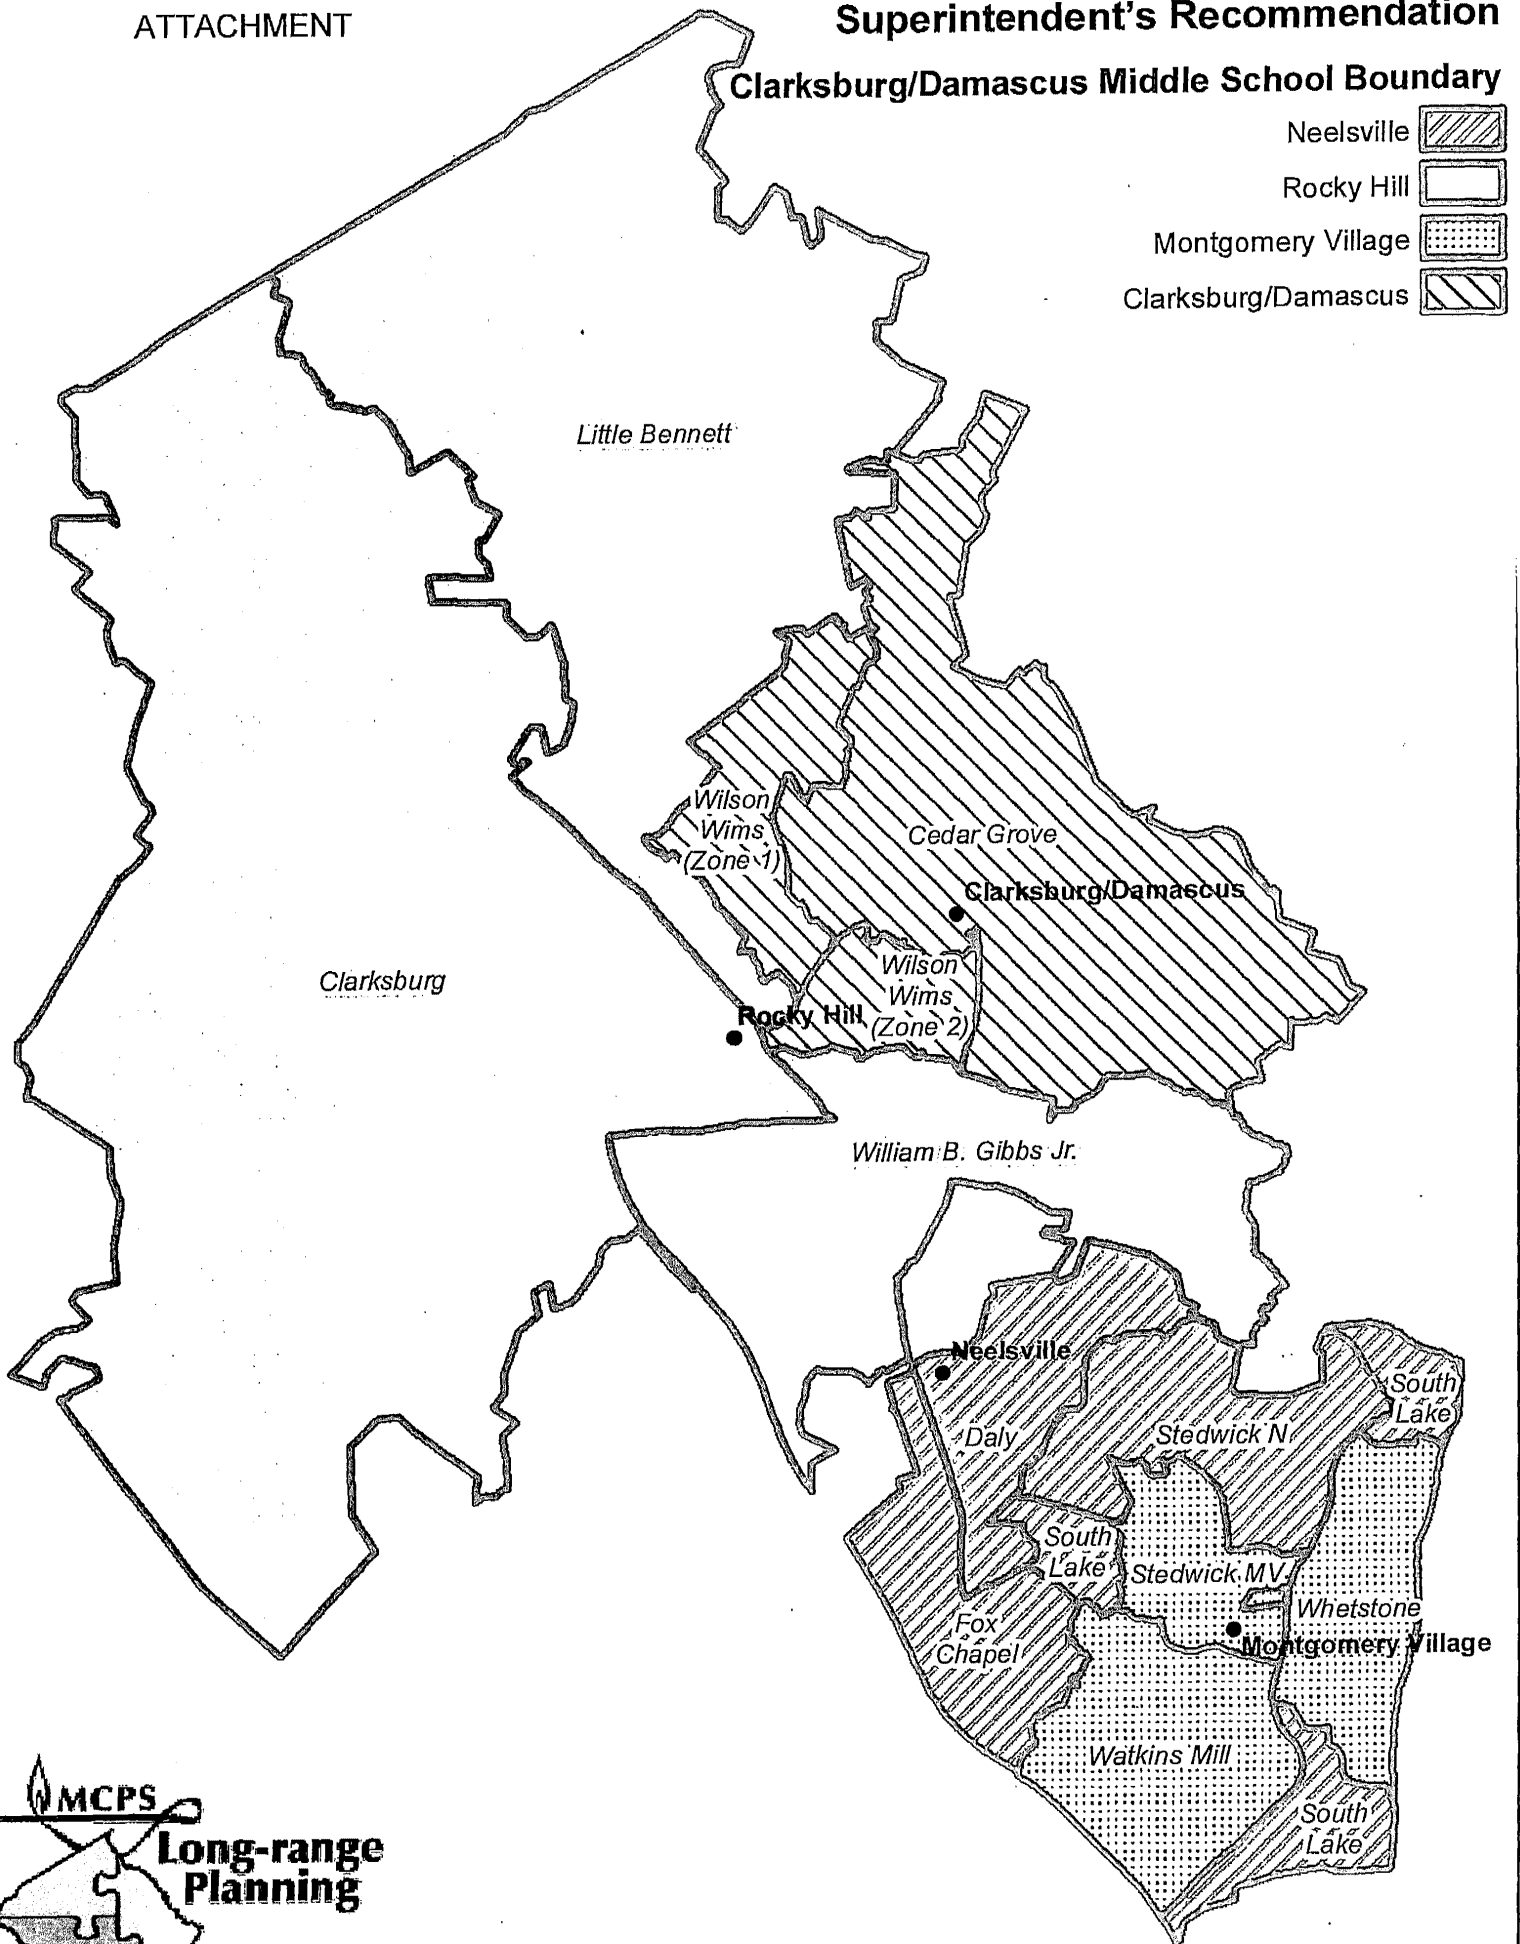 ATTACHMENT
Superintendent's Recommendation
Clarksburg/Damascus Middle School Boundary
Neelsville
Rocky Hill
Montgomery Village
Clarksburg/Damascus
Little Bennett
Wilson
Wims
(Zone 1)
Cedar Grove
Clarksburg/Damascus
Wilson
Wims
(Zone 2)
Clarksburg
Rocky Hill
William B. Gibbs Jr.
Neelsville
South
Lake
Daly
Stedwick N
South
Lake
Stedwick MV
Whetstone
Fox
Chapel
Montgomery Village
Watkins Mill
South
Lake
MCPS
Long-range
Planning